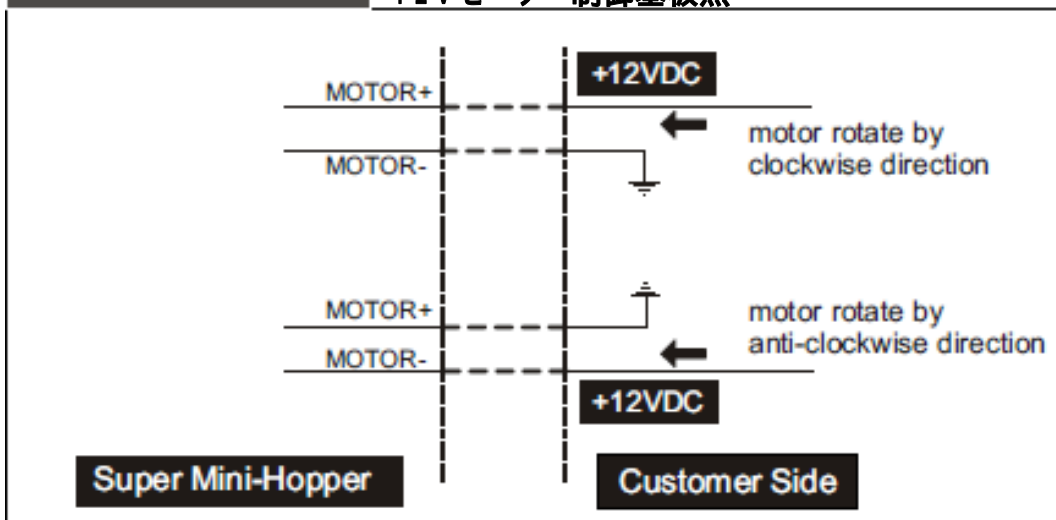 MOTOR+
+12VDC
MOTOR-
motor rotate by
clockwise direction
MOTOR+
MOTOR-
motor rotate by
anti-clockwise direction
+12VDC
Super Mini-Hopper
Customer Side